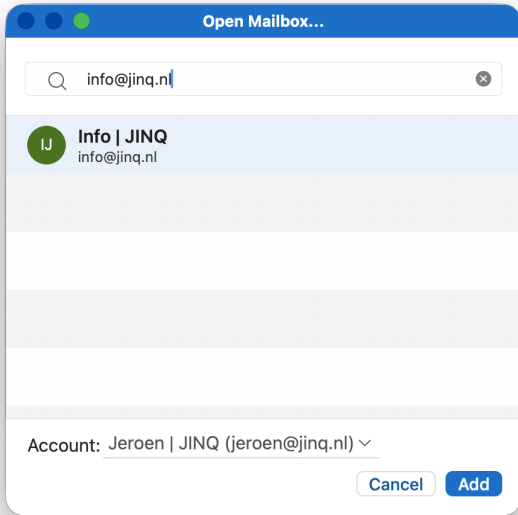 Open Mailbox...
info@jinq.nl
IJ
Info | JINQ
info@jinq.nl
Account: Jeroen | JINQ (jeroen@jinq.nl)
Cancel Add